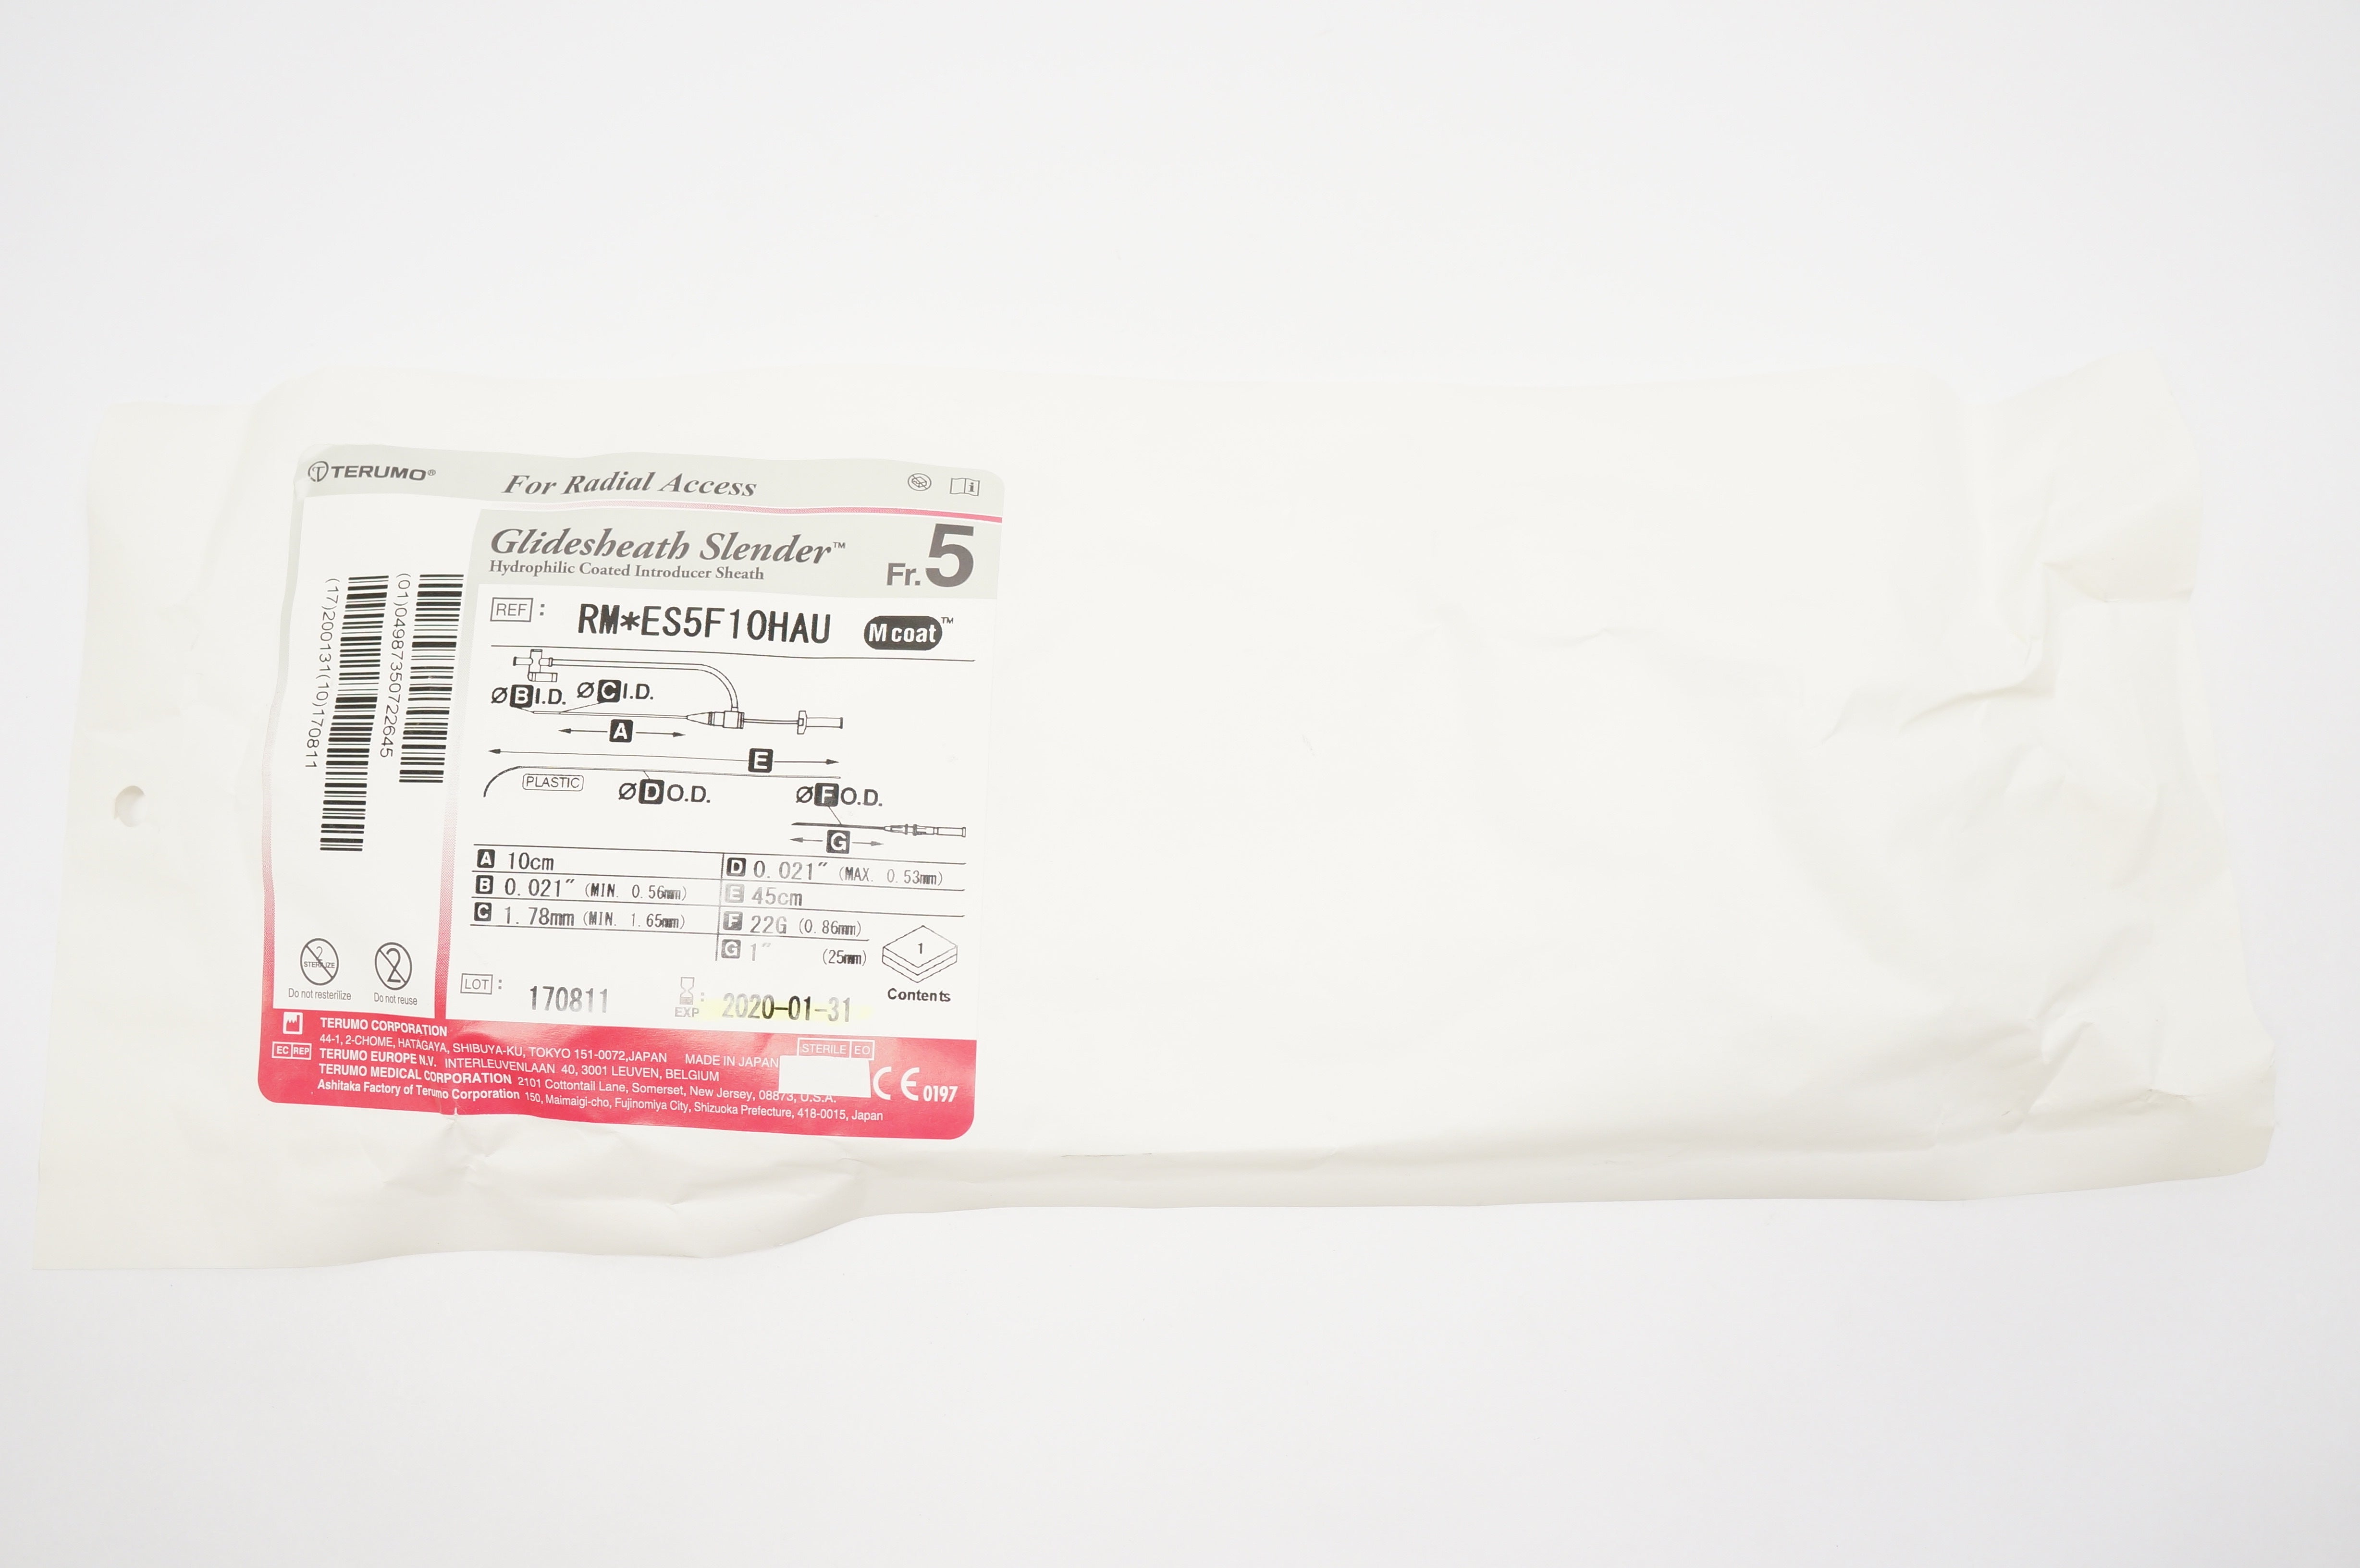 TERUMO®
For Radial Access
Glidesheath Slender™
Hydrophilic Coated Introducer Sheath
Fr.5
REF : RM*ES5F10HAU
M coat™
(01)04987350722645
(17)200131(10)170811
Ø B I.D. Ø C I.D.
A
E
PLASTIC
Ø D O.D.
Ø F O.D.
G
A 10cm
B 0.021″ (MIN. 0.56mm)
C 1.78mm (MIN. 1.65mm)
D 0.021″ (MAX. 0.53mm)
E 45cm
F 22G (0.86mm)
G 1″ (25mm)
1
Contents
2
STERILIZE
Do not resterilize
2
Do not reuse
LOT : 170811
EXP : 2020-01-31
TERUMO CORPORATION
44-1, 2-CHOME, HATAGAYA, SHIBUYA-KU, TOKYO 151-0072,JAPAN MADE IN JAPAN
STERILE EO
EC REP TERUMO EUROPE N.V. INTERLEUVENLAAN 40, 3001 LEUVEN, BELGIUM
TERUMO MEDICAL CORPORATION 2101 Cottontail Lane, Somerset, New Jersey, 08873, U.S.A.
Ashitaka Factory of Terumo Corporation 150, Maimaigi-cho, Fujinomiya City, Shizuoka Prefecture, 418-0015, Japan
CE 0197